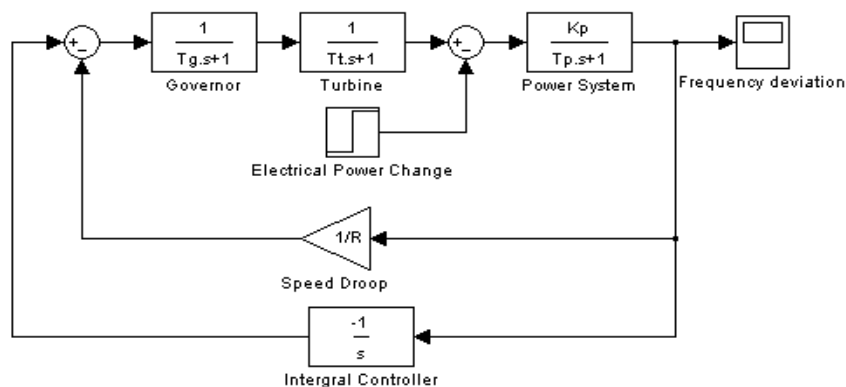 1
Tg.s+1
Governor
1
Tt.s+1
Turbine
Kp
Tp.s+1
Power System
Frequency deviation
Electrical Power Change
1/R
Speed Droop
-1
s
Intergral Controller